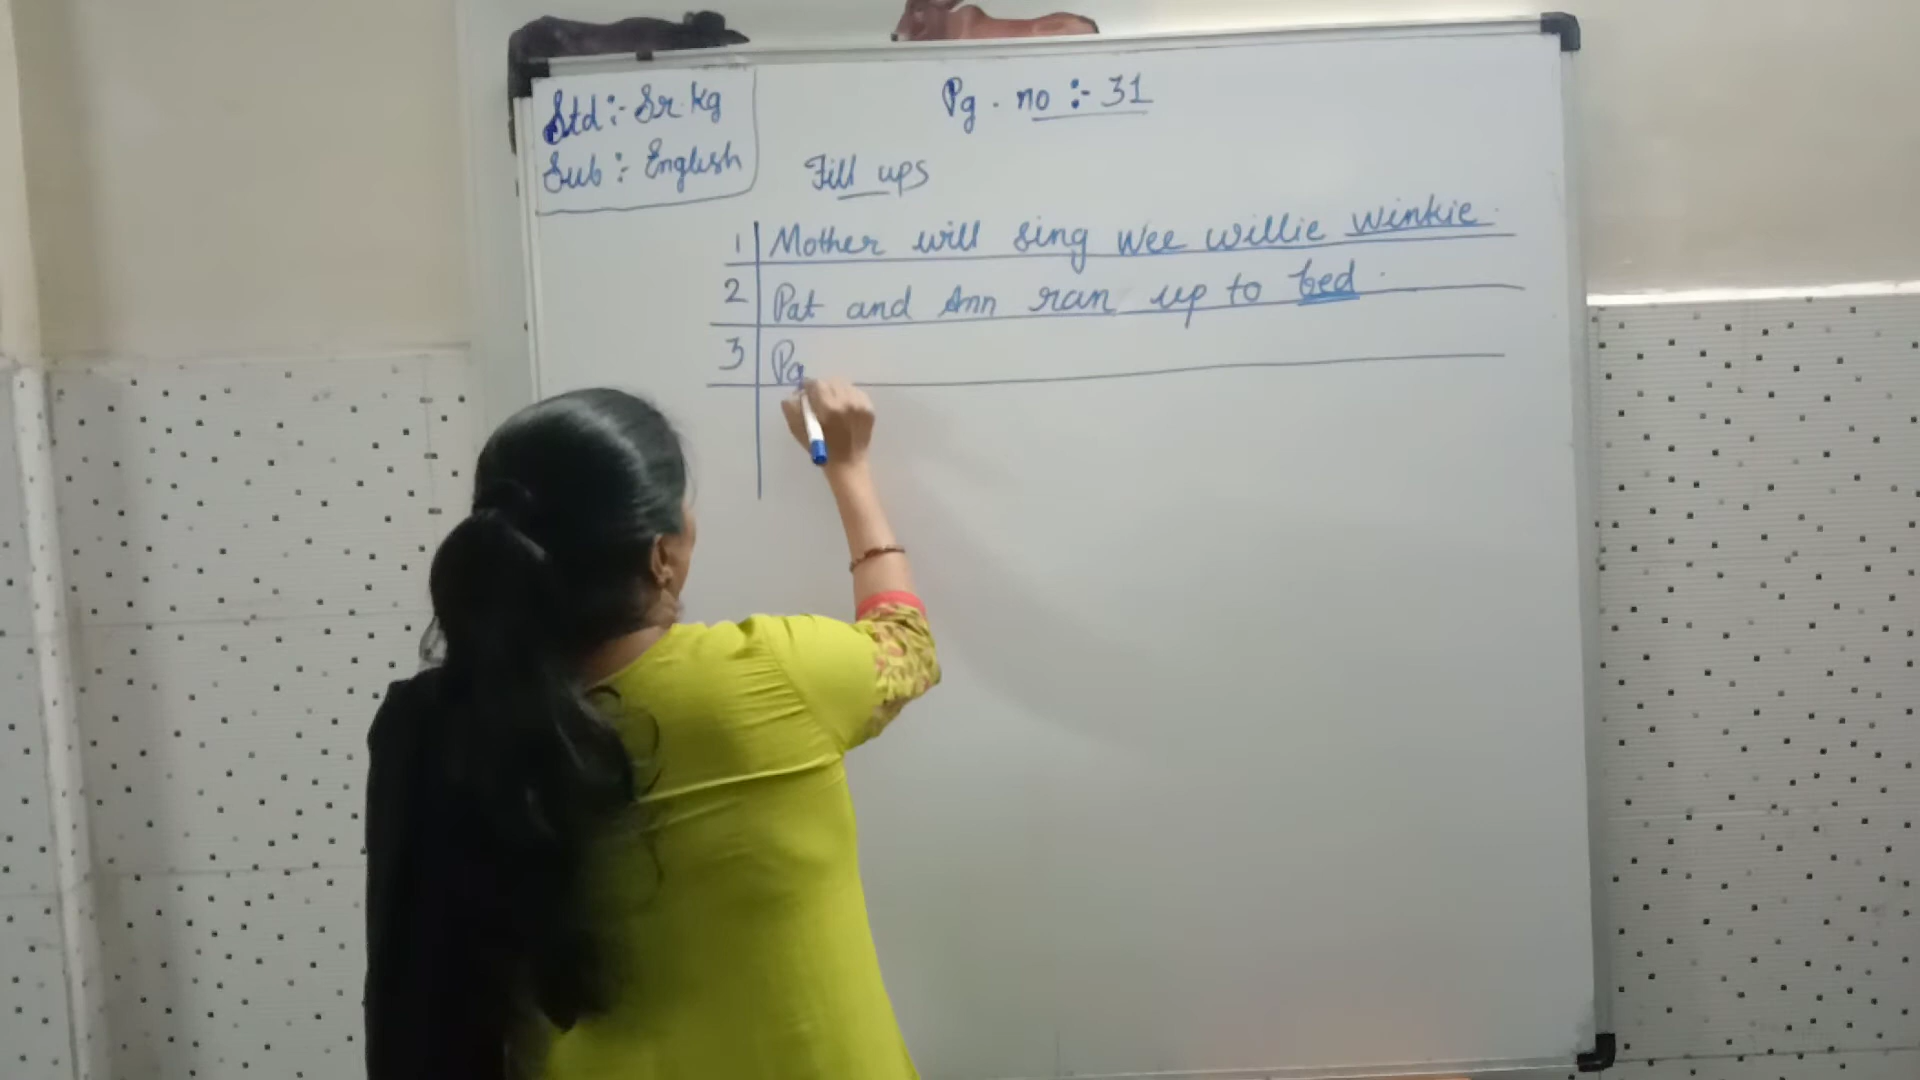 Std :- Sr. Kg
Sub :- English
Pg. no :- 31
Fill ups
1 Mother will sing Wee Willie Winkie.
2 Pat and Ann ran up to bed.
3 Pa